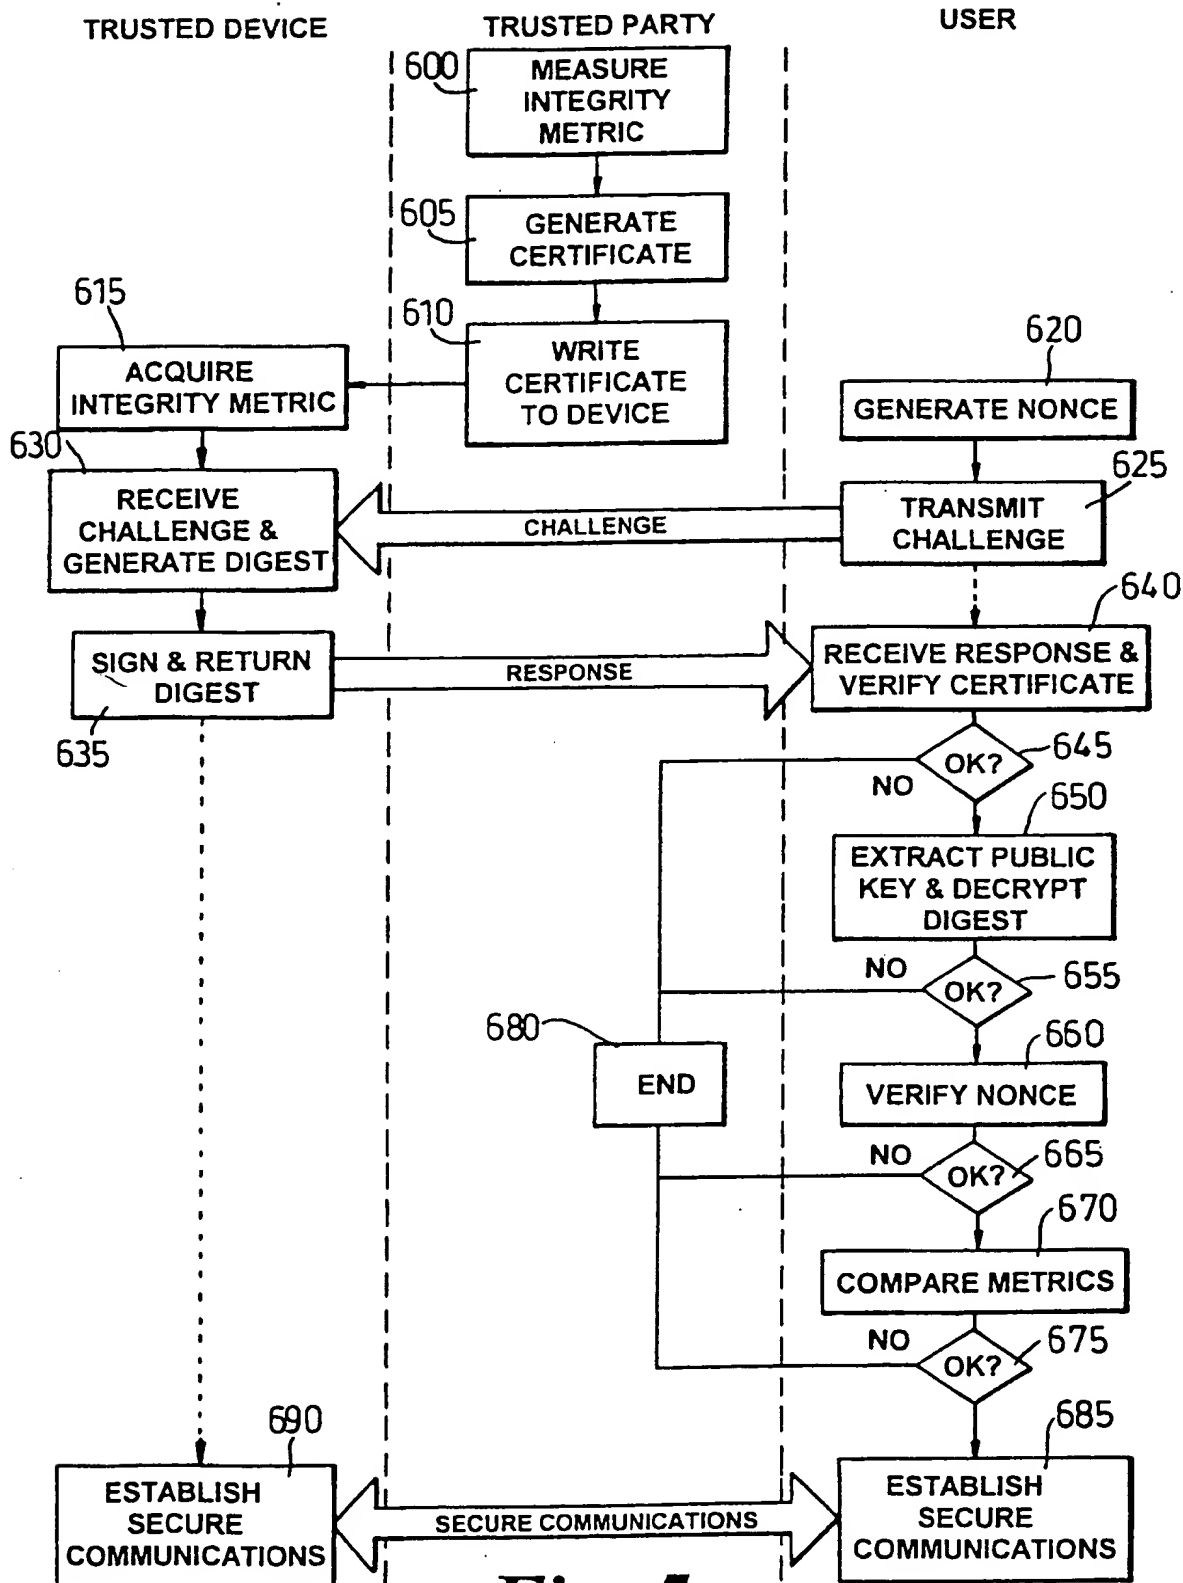 TRUSTED DEVICE
TRUSTED PARTY
USER
600
MEASURE
INTEGRITY
METRIC
605
GENERATE
CERTIFICATE
610
WRITE
CERTIFICATE
TO DEVICE
615
ACQUIRE
INTEGRITY METRIC
620
GENERATE NONCE
625
TRANSMIT
CHALLENGE
CHALLENGE
630
RECEIVE
CHALLENGE &
GENERATE DIGEST
635
SIGN & RETURN
DIGEST
RESPONSE
640
RECEIVE RESPONSE &
VERIFY CERTIFICATE
645
OK?
NO
650
EXTRACT PUBLIC
KEY & DECRYPT
DIGEST
655
OK?
NO
660
VERIFY NONCE
665
OK?
NO
670
COMPARE METRICS
675
OK?
NO
680
END
685
ESTABLISH
SECURE
COMMUNICATIONS
SECURE COMMUNICATIONS
690
ESTABLISH
SECURE
COMMUNICATIONS